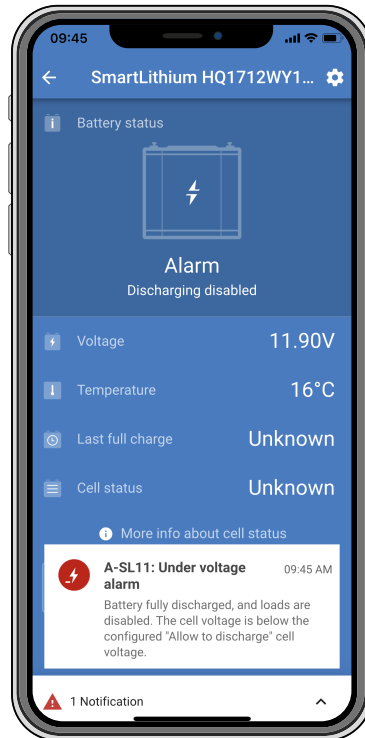 09:45
SmartLithium HQ1712WY1...
Battery status
Alarm
Discharging disabled
Voltage 11.90V
Temperature 16°C
Last full charge Unknown
Cell status Unknown
More info about cell status
A-SL11: Under voltage 09:45 AM
alarm
Battery fully discharged, and loads are
disabled. The cell voltage is below the
configured "Allow to discharge" cell
voltage.
1 Notification